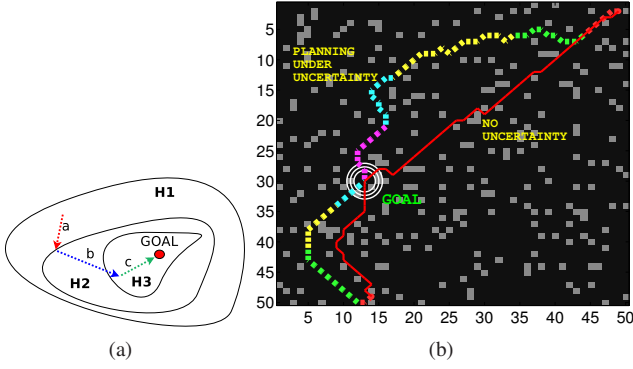 H1
a
GOAL
b
c
H2
H3
(a)
5
10
15
20
25
30
35
40
45
50
PLANNING
UNDER
UNCERTAINTY
NO
UNCERTAINTY
GOAL
5 10 15 20 25 30 35 40 45 50
(b)